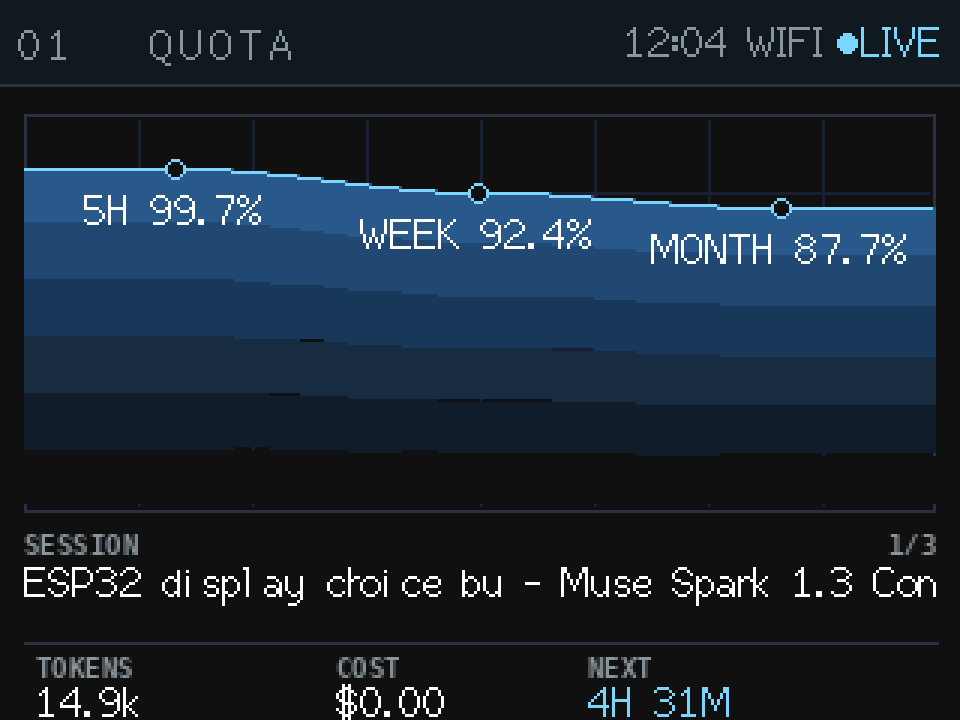 01 QUOTA 12:04 WIFI ●LIVE
5H 99.7%
WEEK 92.4%
MONTH 87.7%
SESSION 1/3
ESP32 display choice bu - Muse Spark 1.3 Con
TOKENS COST NEXT
14.9k $0.00 4H 31M